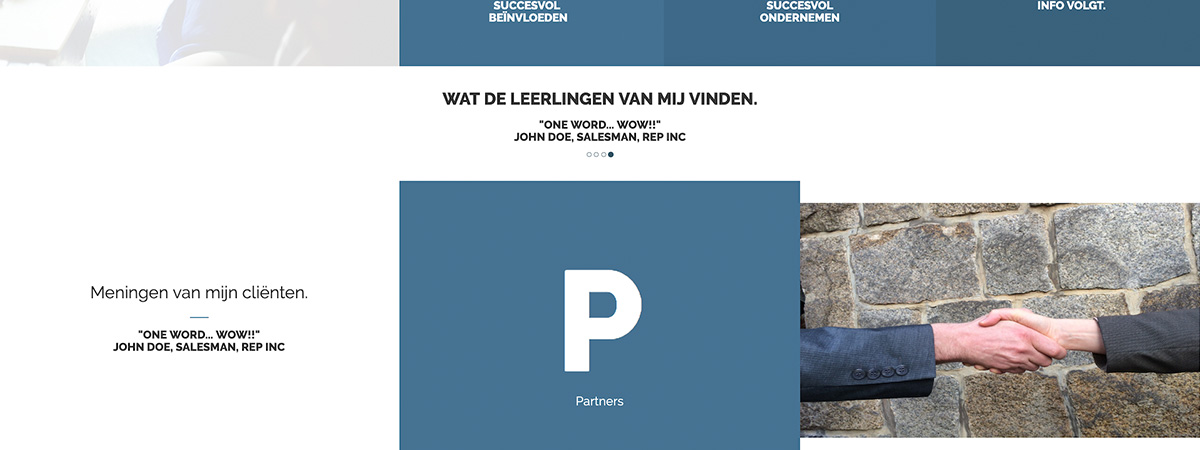 SUCCESVOL
BEÏNVLOEDEN
SUCCESVOL
ONDERNEMEN
INFO VOLGT.
WAT DE LEERLINGEN VAN MIJ VINDEN.
"ONE WORD... WOW!!"
JOHN DOE, SALESMAN, REP INC
Meningen van mijn cliënten.
"ONE WORD... WOW!!"
JOHN DOE, SALESMAN, REP INC
P
Partners